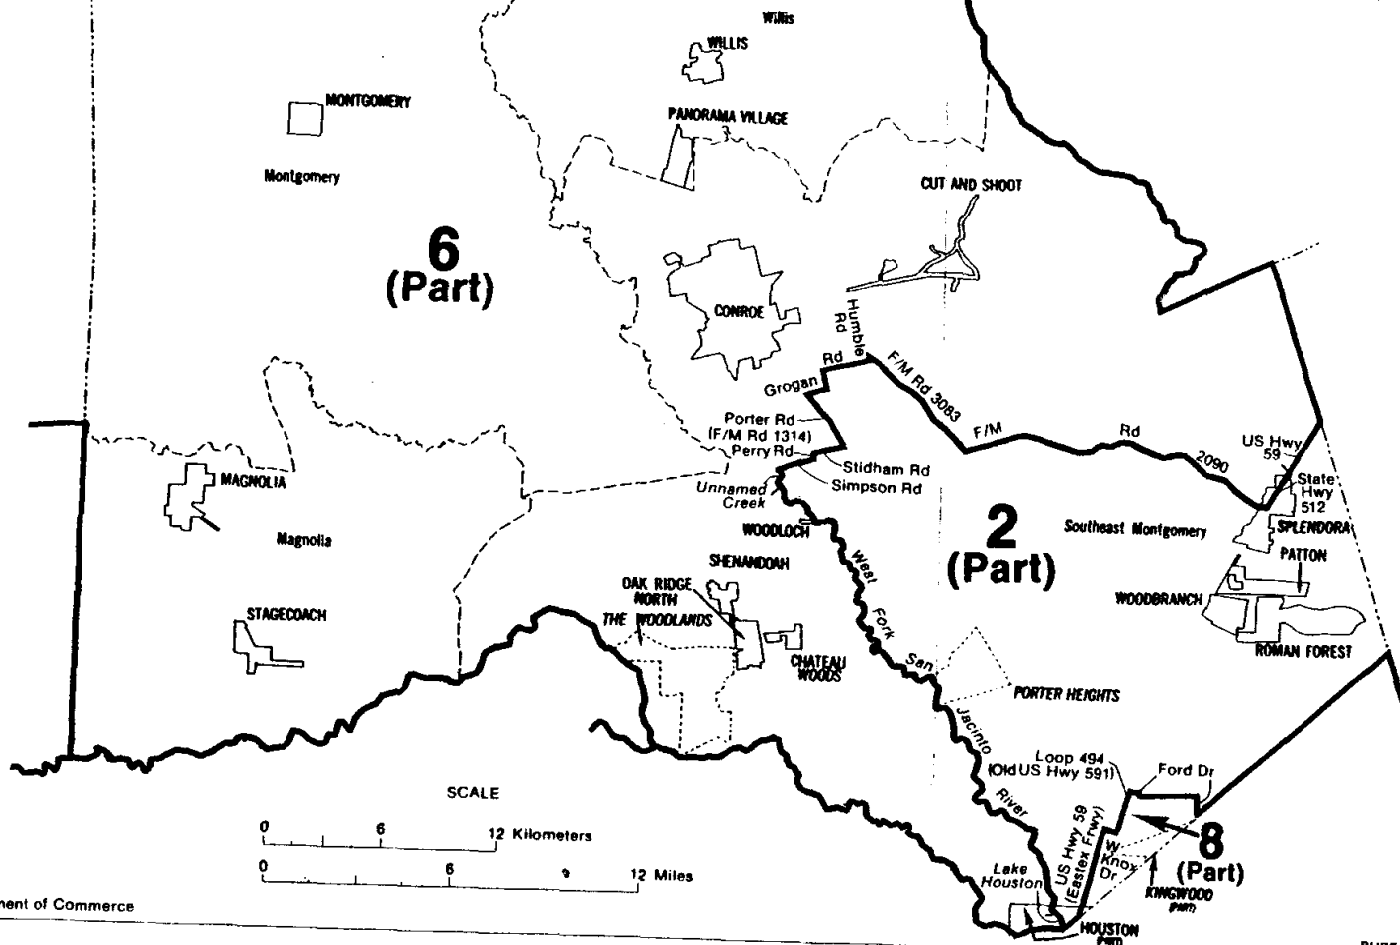 Willis
WILLIS
MONTGOMERY
PANORAMA VILLAGE
Montgomery
CUT AND SHOOT
6
(Part)
CONROE
Humble
Rd
Rd
Grogan
F/M Rd 3083
Porter Rd
(F/M Rd 1314)
Perry Rd
F/M
Rd
2090
US Hwy
59
Stidham Rd
Simpson Rd
State
Hwy
512
MAGNOLIA
Unnamed
Creek
WOODLOCH
2
(Part)
Southeast Montgomery
SPLENDORA
PATTON
Magnolia
SHENANDOAH
OAK RIDGE
NORTH
THE WOODLANDS
West
Fork
San
Jacinto
River
WOODBRANCH
STAGECOACH
CHATEAU
WOODS
ROMAN FOREST
PORTER HEIGHTS
Loop 494
(Old US Hwy 591)
Ford Dr
SCALE
0 6 12 Kilometers
0 6 9 12 Miles
US Hwy 59
(Eastex Frwy)
W
Knox
Dr
8
(Part)
Lake
Houston
KINGWOOD
(PART)
HOUSTON
ment of Commerce